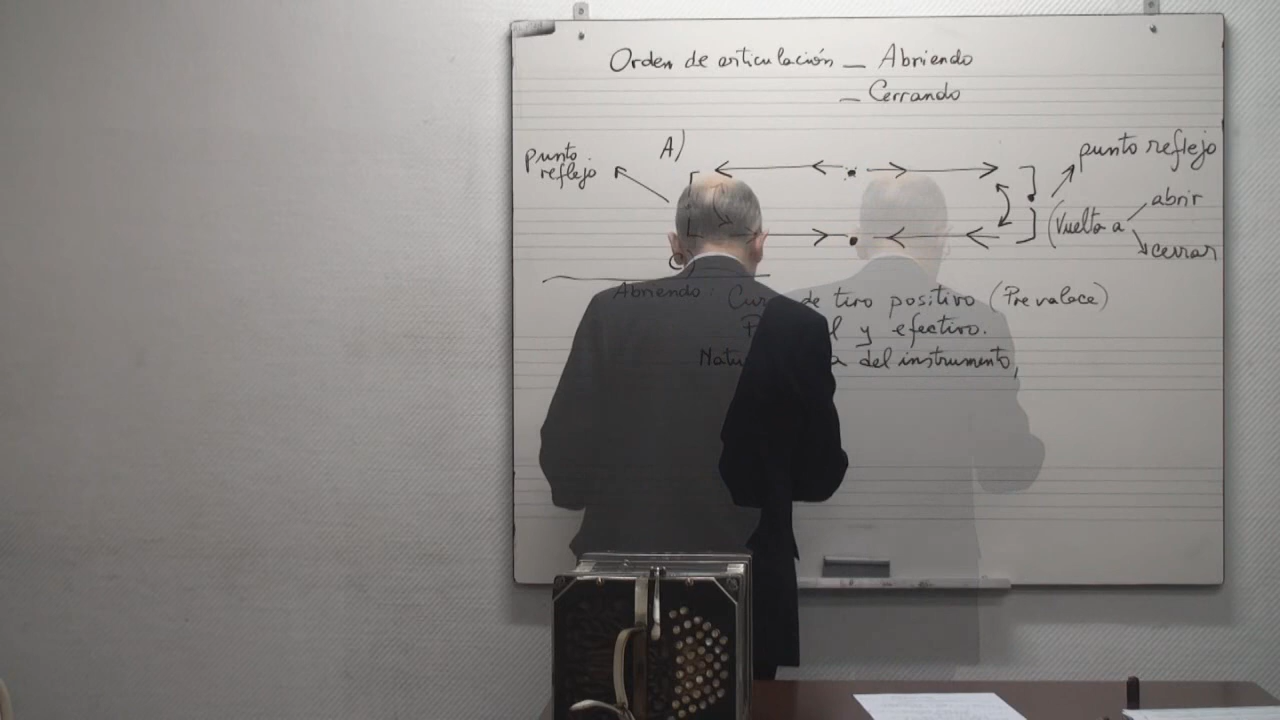 Orden de articulación — Abriendo
— Cerrando
A)
punto
reflejo
punto reflejo
(Vuelta a
abrir
cerrar
Abriendo: de tiro positivo (Prevalece)
y efectivo.
del instrumento,